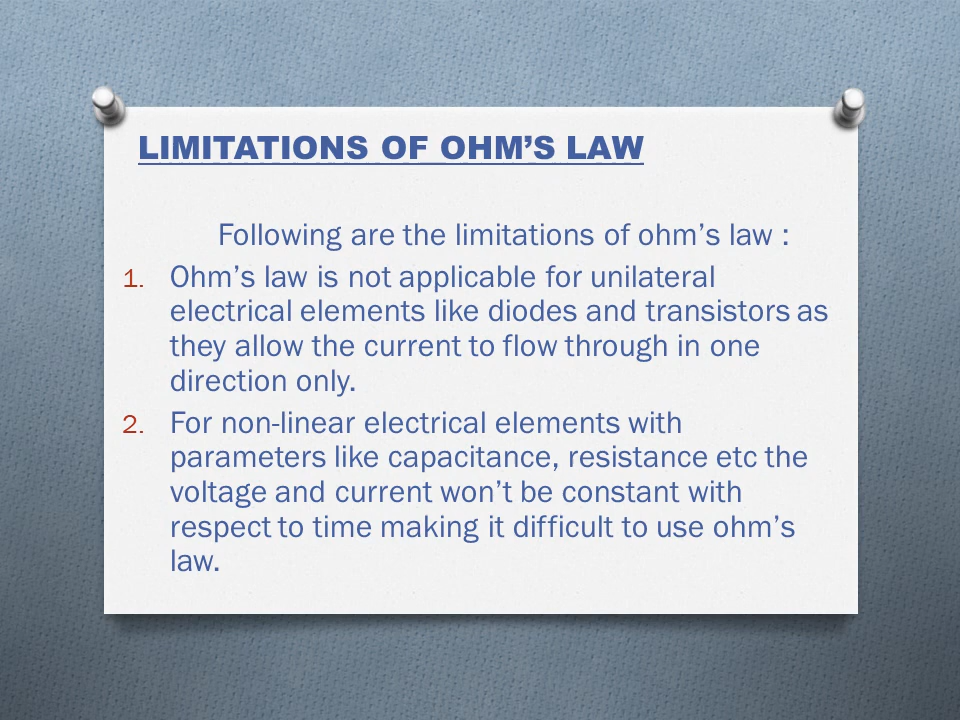 LIMITATIONS OF OHM’S LAW
Following are the limitations of ohm’s law :
1. Ohm’s law is not applicable for unilateral
electrical elements like diodes and transistors as
they allow the current to flow through in one
direction only.
2. For non-linear electrical elements with
parameters like capacitance, resistance etc the
voltage and current won’t be constant with
respect to time making it difficult to use ohm’s
law.